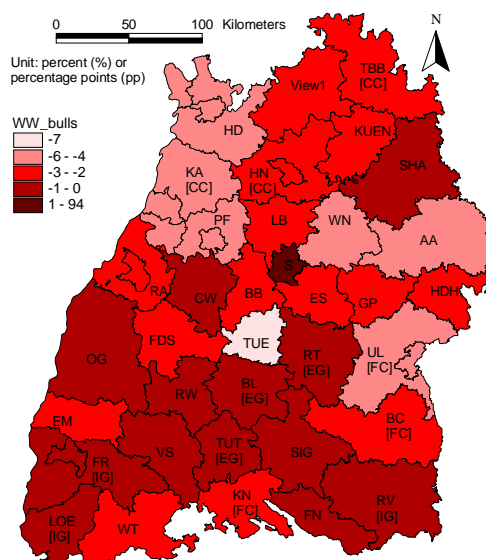 0 50 100 Kilometers
N
Unit: percent (%) or
percentage points (pp)
WW_bulls
-7
-6 - -4
-3 - -2
-1 - 0
1 - 94
TBB
[CC]
View1
HD
KUEN
SHA
KA
[CC]
HN
[CC]
PF
LB
WN
AA
S
RA
CW
BB
ES
GP
HDH
OG
FDS
TUE
RT
[EG]
UL
[FC]
RW
BL
[EG]
EM
BC
[FC]
FR
[IG]
VS
TUT
[EG]
SIG
LOE
[IG]
WT
KN
[FC]
FN
RV
[IG]